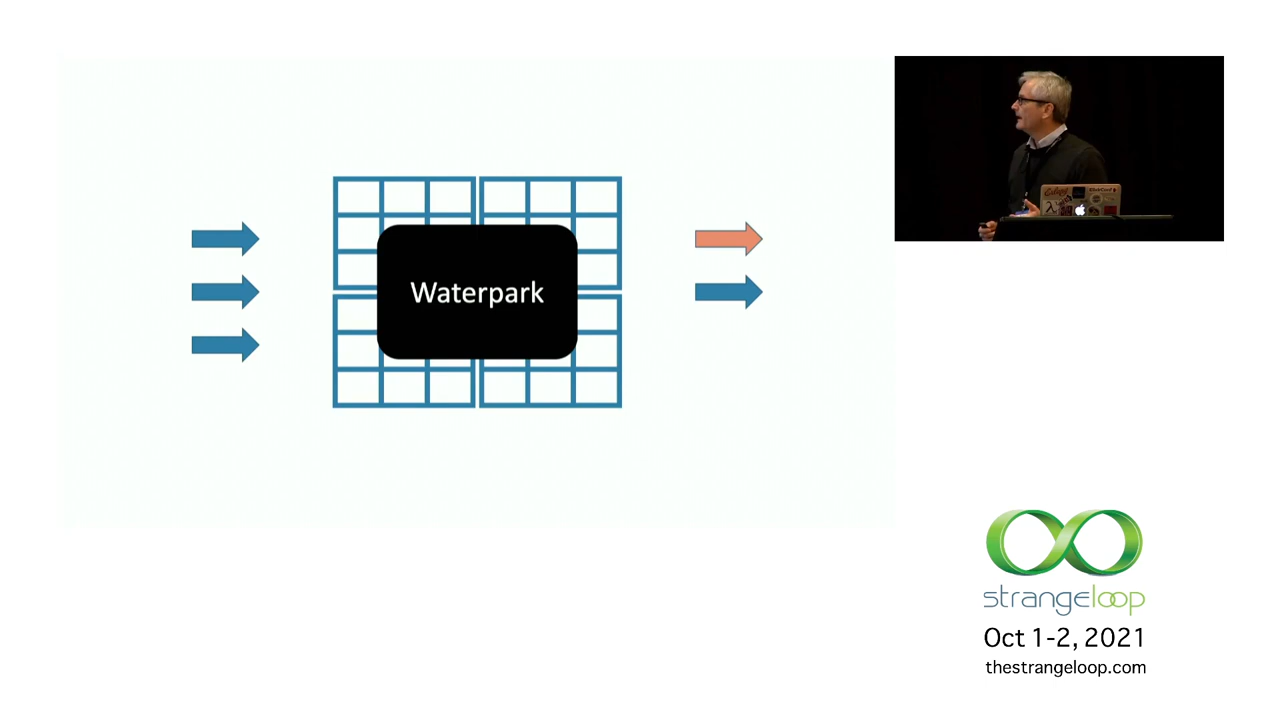 Waterpark
strangeloop
Oct 1-2, 2021
thestrangeloop.com